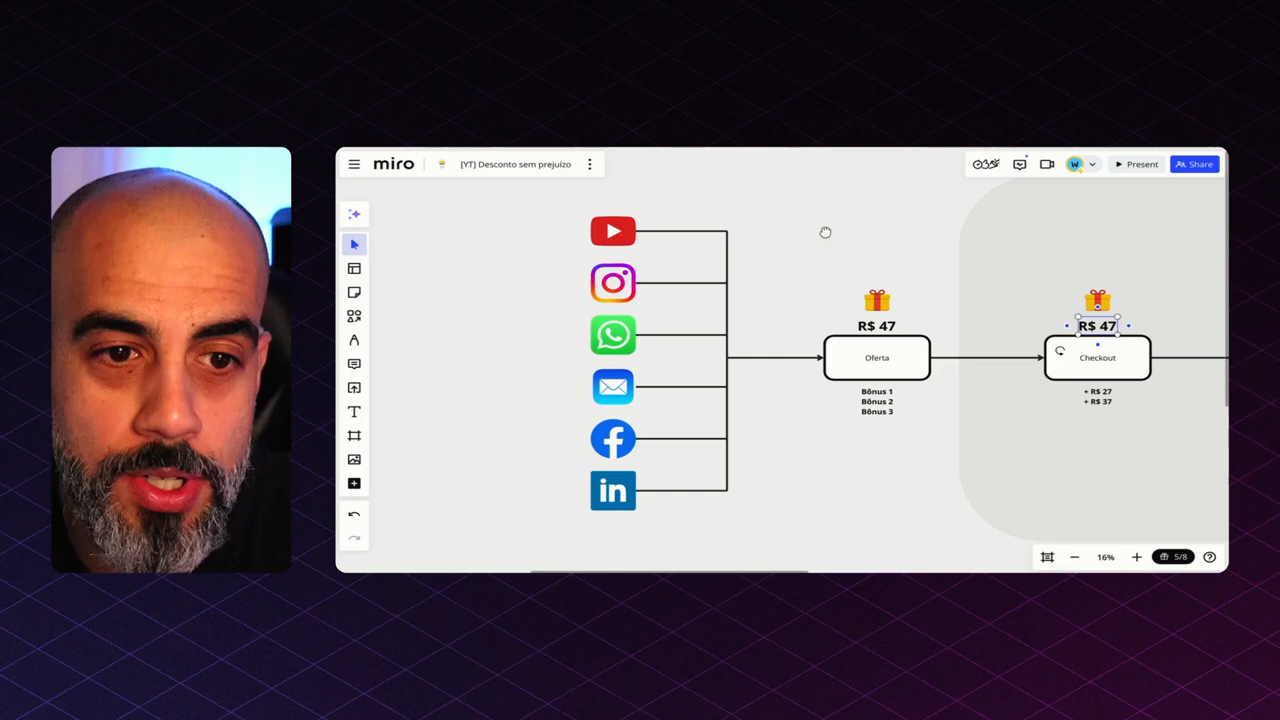 miro
[YT] Desconto sem prejuízo
W
Present
Share
R$ 47
Oferta
Bônus 1
Bônus 2
Bônus 3
R$ 47
Checkout
+ R$ 27
+ R$ 37
in
16%
5/8